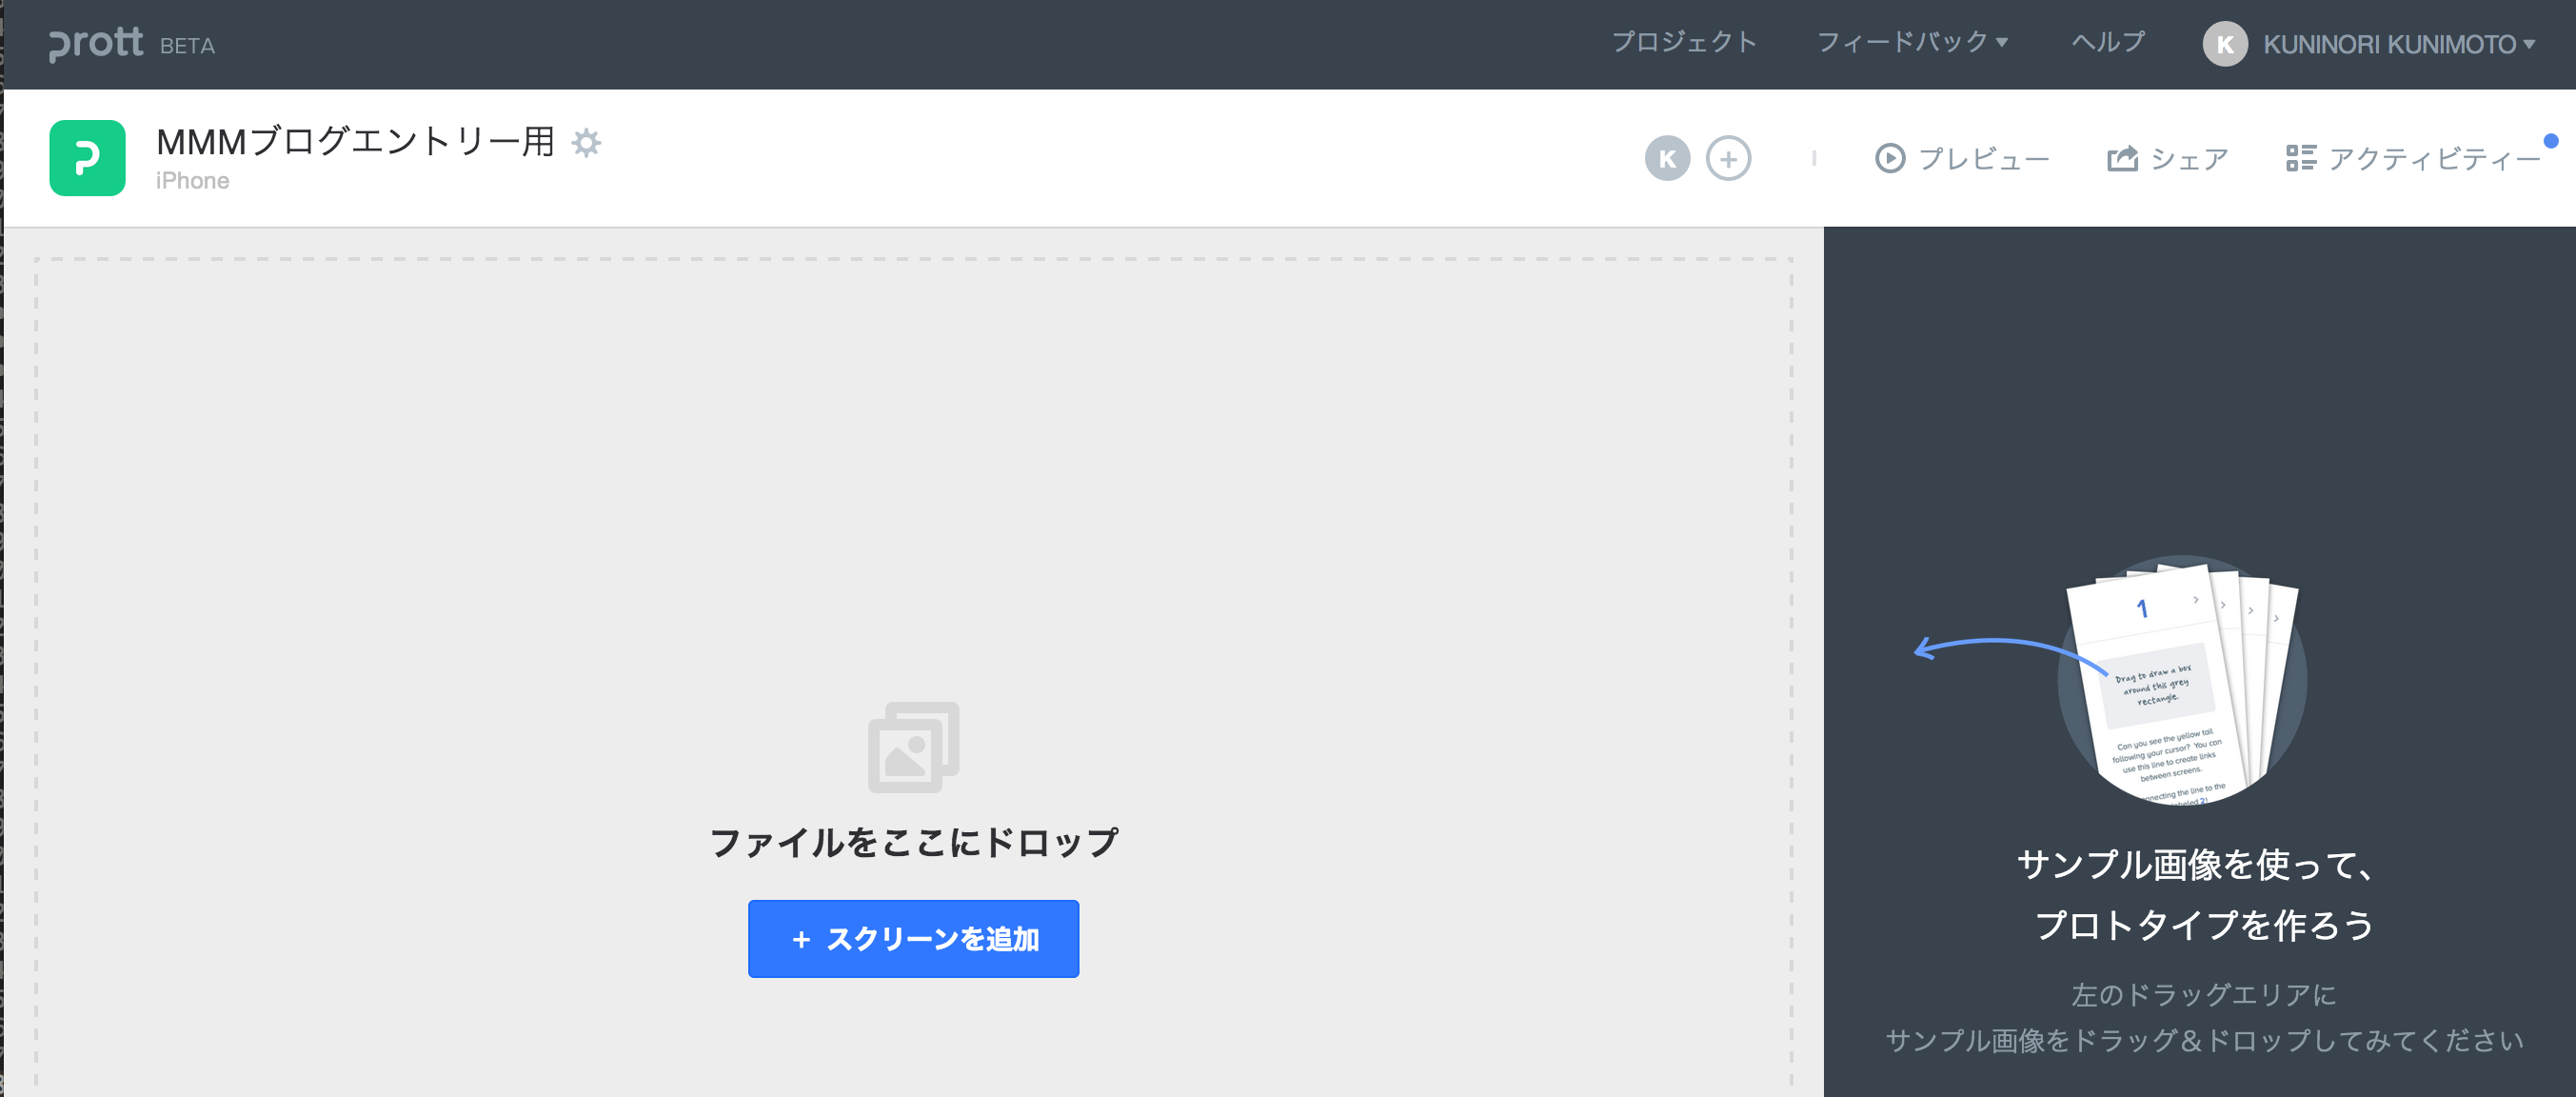 prott BETA
プロジェクト フィードバック▼ ヘルプ K KUNINORI KUNIMOTO▼
MMMブログエントリー用
iPhone
K + プレビュー シェア アクティビティー
ファイルをここにドロップ
+ スクリーンを追加
1
Drag to draw a box
around this grey
rectangle.
Can you see the yellow tail
following your cursor? You can
use this line to create links
between screens.
necting the line to the
beled 2!
サンプル画像を使って、
プロトタイプを作ろう
左のドラッグエリアに
サンプル画像をドラッグ＆ドロップしてみてください